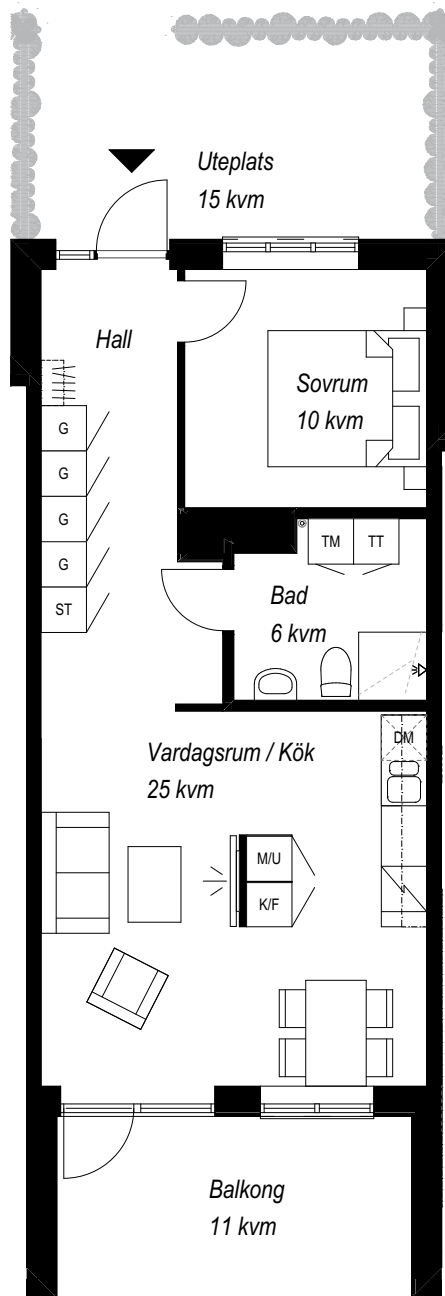 Uteplats
15 kvm
Hall
Sovrum
10 kvm
G
G
G
G
ST
TM TT
Bad
6 kvm
DM
Vardagsrum / Kök
25 kvm
M/U
K/F
Balkong
11 kvm